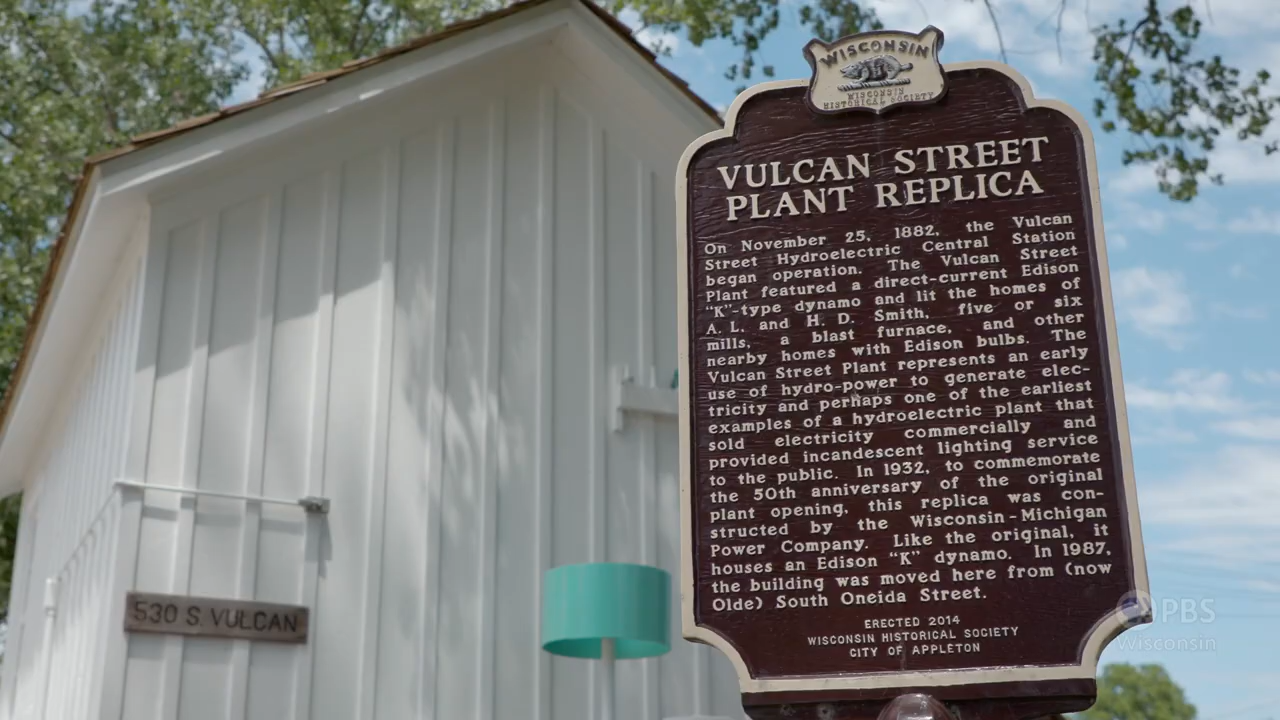 WISCONSIN
WISCONSIN
HISTORICAL SOCIETY
VULCAN STREET
PLANT REPLICA
On November 25, 1882, the Vulcan
Street Hydroelectric Central Station
began operation. The Vulcan Street
Plant featured a direct-current Edison
“K”-type dynamo and lit the homes of
A. L. and H. D. Smith, five or six
mills, a blast furnace, and other
nearby homes with Edison bulbs. The
Vulcan Street Plant represents an early
use of hydro-power to generate elec-
tricity and perhaps one of the earliest
examples of a hydroelectric plant that
sold electricity commercially and
provided incandescent lighting service
to the public. In 1932, to commemorate
the 50th anniversary of the original
plant opening, this replica was con-
structed by the Wisconsin-Michigan
Power Company. Like the original, it
houses an Edison “K” dynamo. In 1987,
the building was moved here from (now
Olde) South Oneida Street.
ERECTED 2014
WISCONSIN HISTORICAL SOCIETY
CITY OF APPLETON
530 S. VULCAN
PBS
Wisconsin